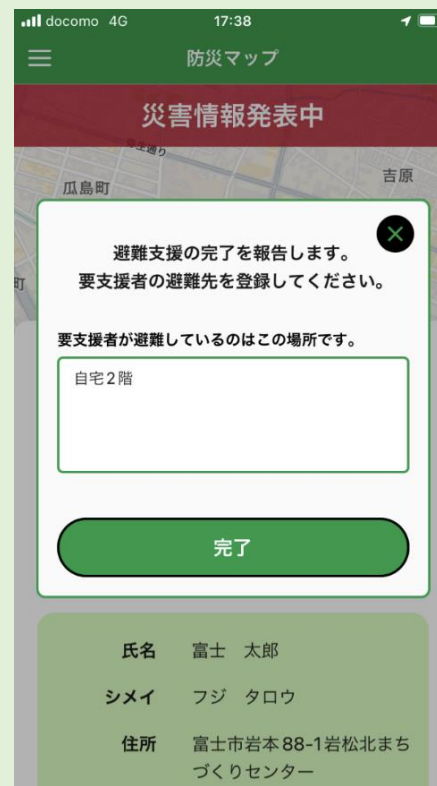 docomo 4G 17:38
防災マップ
災害情報発表中
瓜島町
吉原
町
避難支援の完了を報告します。
要支援者の避難先を登録してください。
要支援者が避難しているのはこの場所です。
自宅2階
完了
氏名 富士 太郎
シメイ フジ タロウ
住所 富士市岩本88-1岩松北まち
づくりセンター